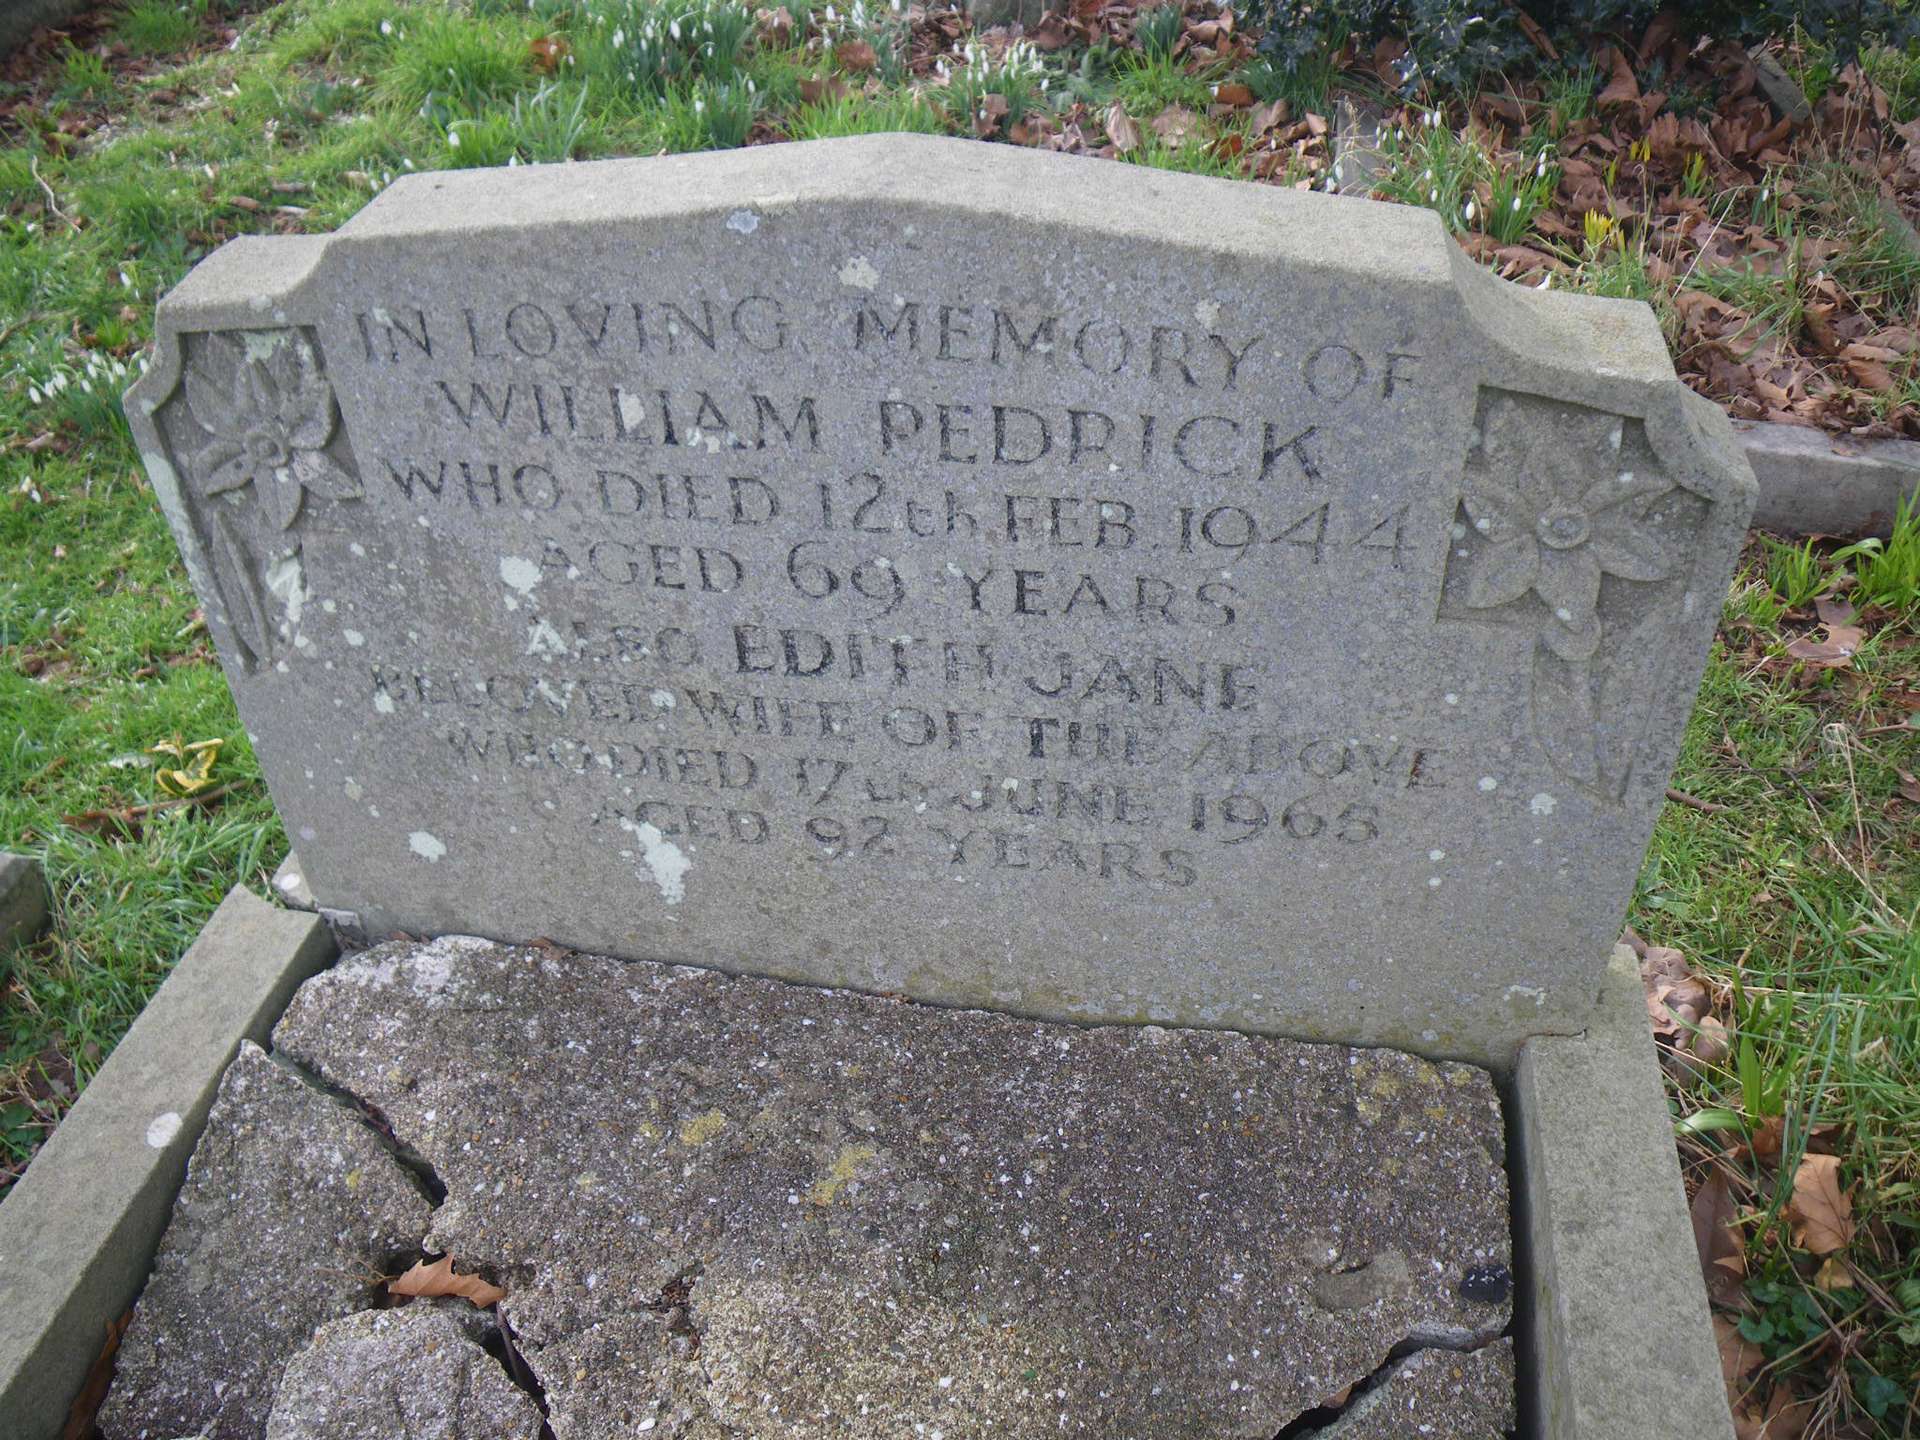 IN LOVING MEMORY OF
WILLIAM PEDRICK
WHO DIED 12th FEB. 1944
AGED 69 YEARS
ALSO EDITH JANE
BELOVED WIFE OF THE ABOVE
WHO DIED 17th JUNE 1965
AGED 92 YEARS